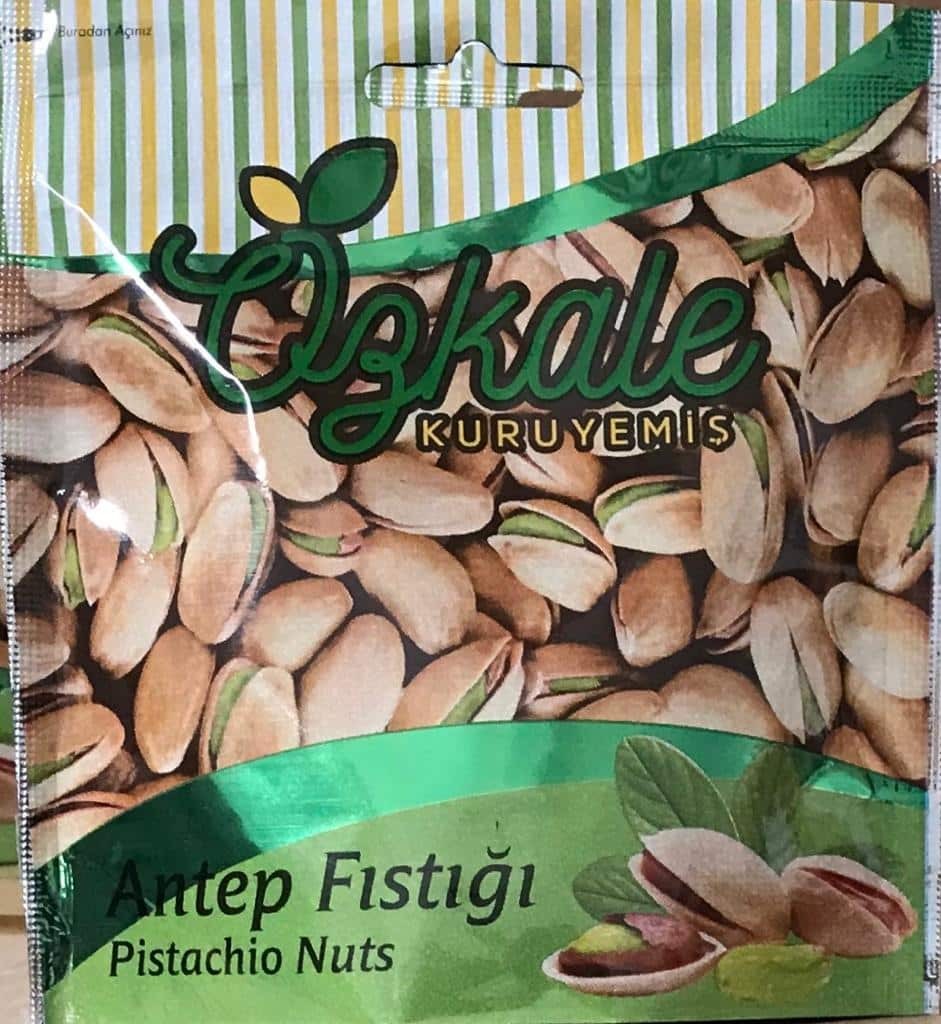 Buradan Açınız
Özkale
KURUYEMİŞ
Antep Fıstığı
Pistachio Nuts